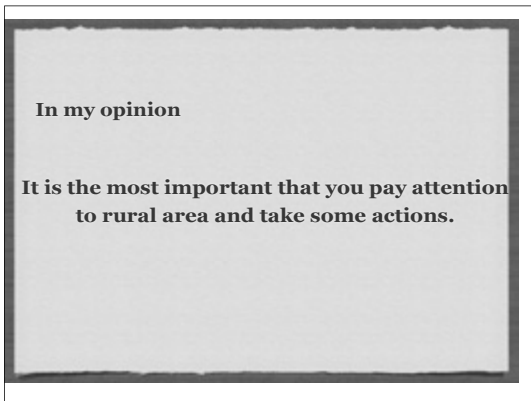 In my opinion
It is the most important that you pay attention
to rural area and take some actions.